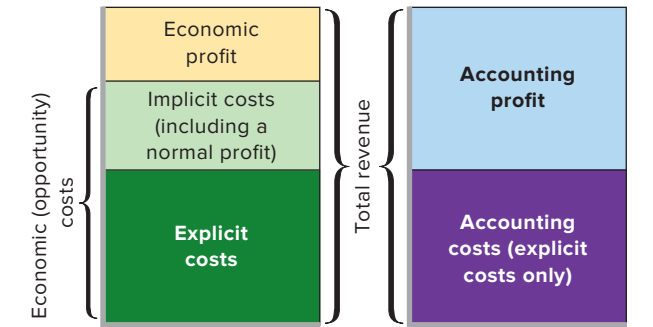 Economic
profit
Implicit costs
(including a
normal profit)
Explicit
costs
Economic (opportunity)
costs
Total revenue
Accounting
profit
Accounting
costs (explicit
costs only)